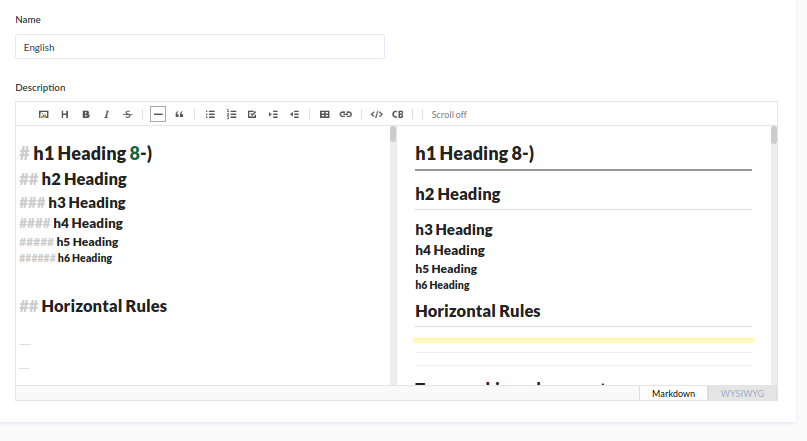 Name
English
Description
H B I S “ </> CB Scroll off
# h1 Heading 8-)
## h2 Heading
### h3 Heading
#### h4 Heading
##### h5 Heading
###### h6 Heading
## Horizontal Rules
___
---
h1 Heading 8-)
h2 Heading
h3 Heading
h4 Heading
h5 Heading
h6 Heading
Horizontal Rules
Markdown WYSIWYG